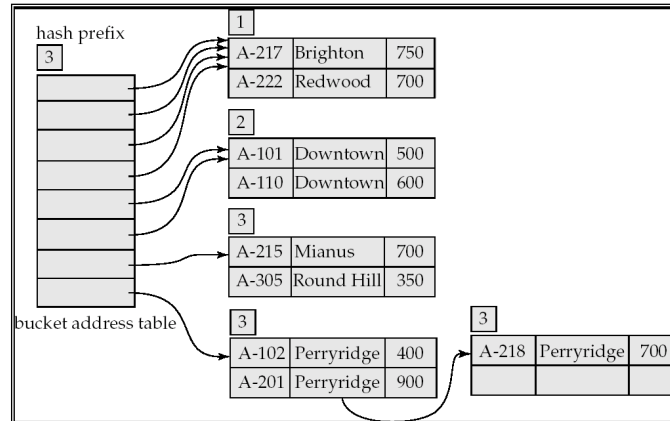 hash prefix
3
bucket address table
1
A-217 Brighton 750
A-222 Redwood 700
2
A-101 Downtown 500
A-110 Downtown 600
3
A-215 Mianus 700
A-305 Round Hill 350
3
A-102 Perryridge 400
A-201 Perryridge 900
3
A-218 Perryridge 700